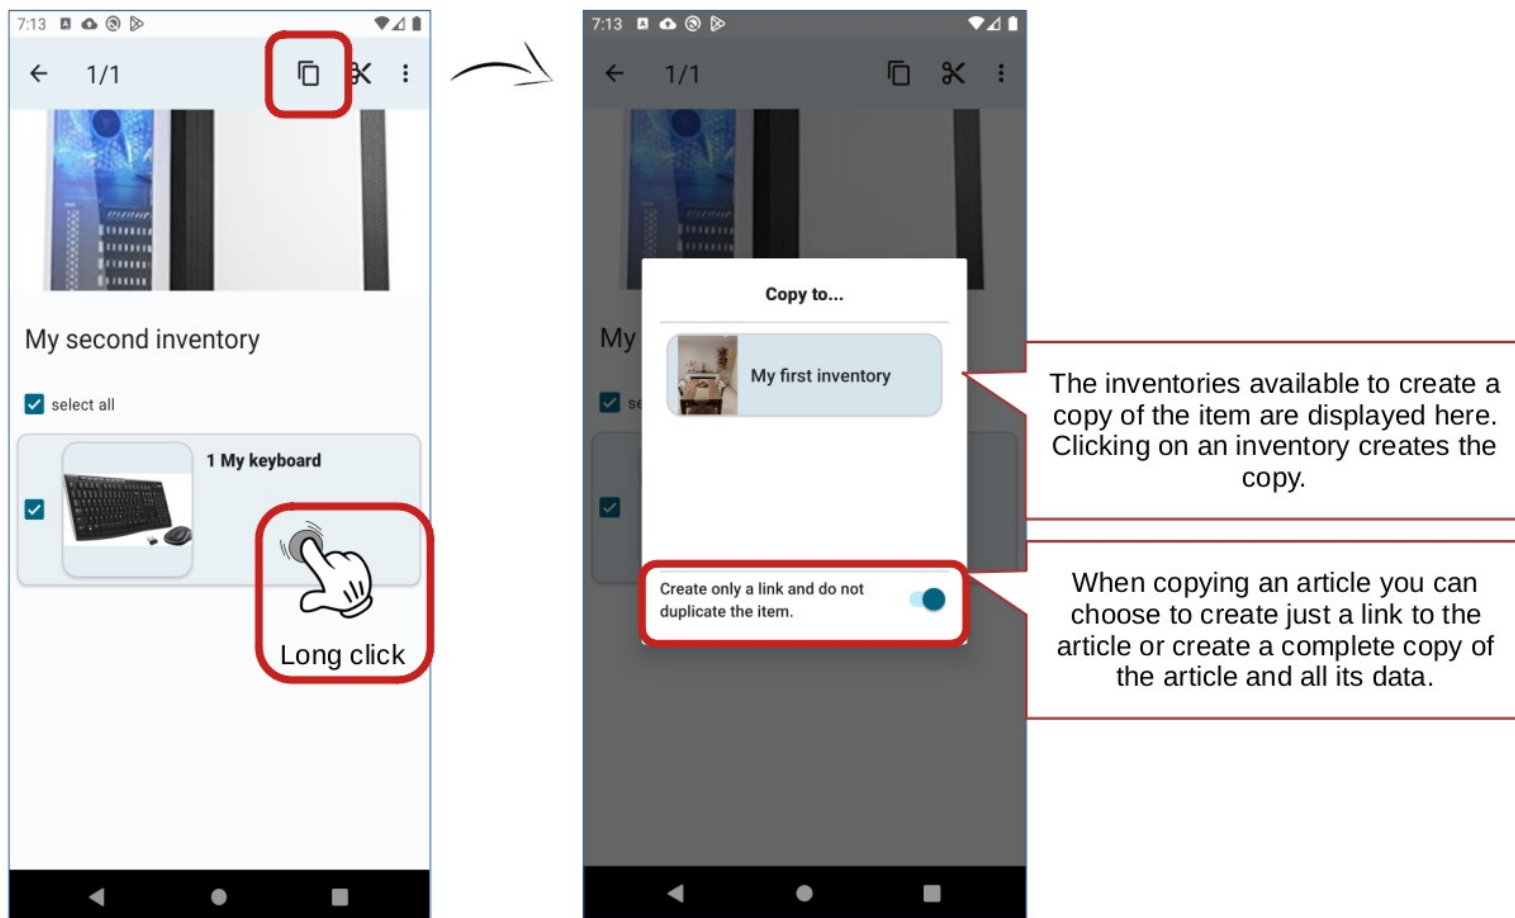 7:13
1/1
My second inventory
select all
1 My keyboard
Long click
7:13
1/1
Copy to...
My
My first inventory
se
Create only a link and do not
duplicate the item.
The inventories available to create a
copy of the item are displayed here.
Clicking on an inventory creates the
copy.
When copying an article you can
choose to create just a link to the
article or create a complete copy of
the article and all its data.